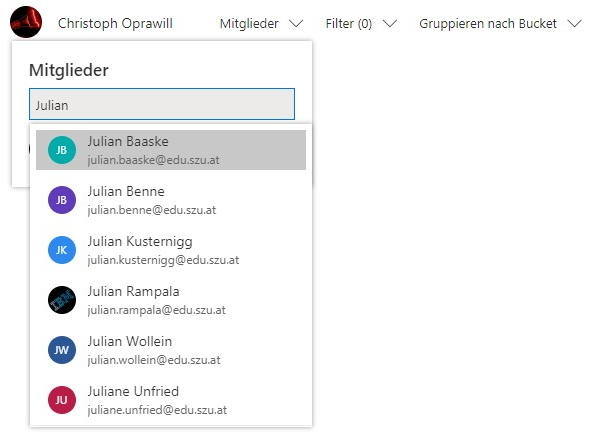 Christoph Oprawill Mitglieder Filter (0) Gruppieren nach Bucket
Mitglieder
Julian
JB Julian Baaske
julian.baaske@edu.szu.at
JB Julian Benne
julian.benne@edu.szu.at
JK Julian Kusternigg
julian.kusternigg@edu.szu.at
IBM Julian Rampala
julian.rampala@edu.szu.at
JW Julian Wollein
julian.wollein@edu.szu.at
JU Juliane Unfried
juliane.unfried@edu.szu.at